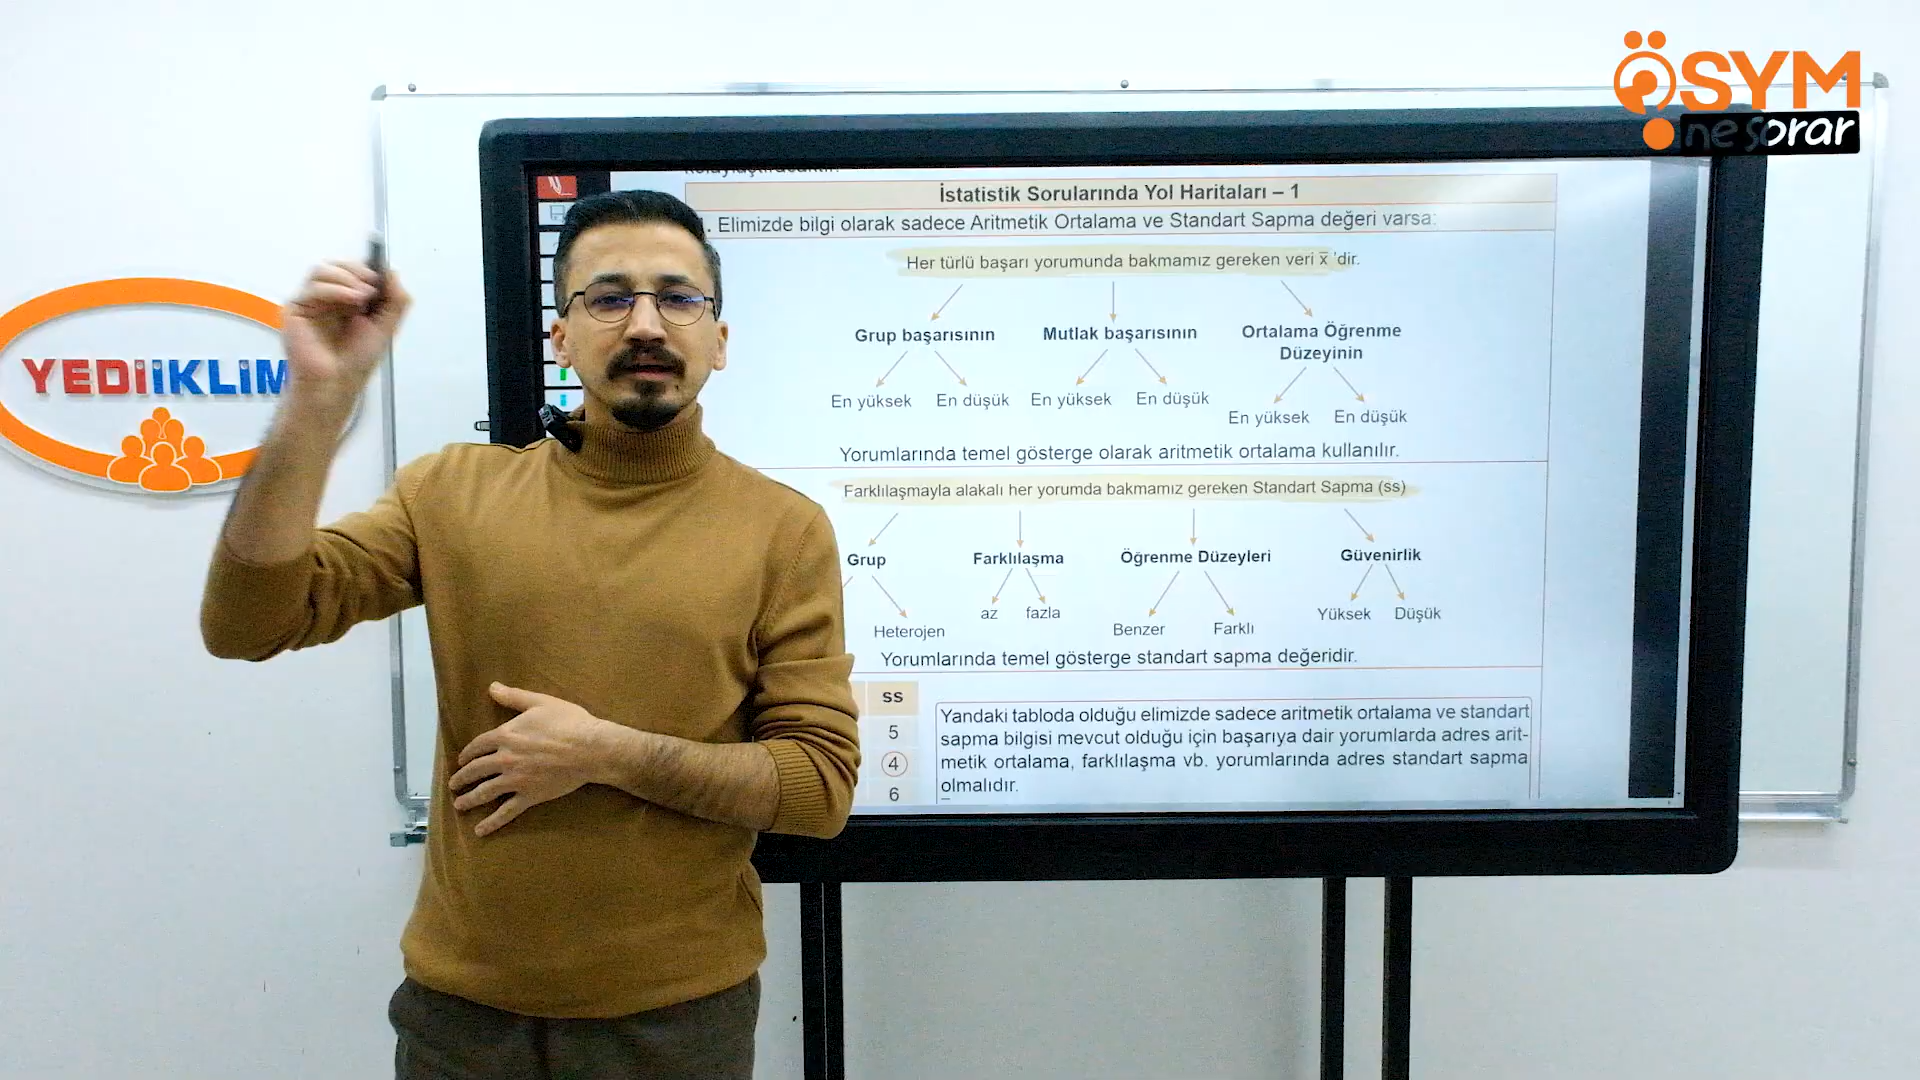 ÖSYM
ne sorar
YEDİİKLİM
İstatistik Sorularında Yol Haritaları – 1
. Elimizde bilgi olarak sadece Aritmetik Ortalama ve Standart Sapma değeri varsa:
Her türlü başarı yorumunda bakmamız gereken veri x̅ 'dir.
Grup başarısının
Mutlak başarısının
Ortalama Öğrenme
Düzeyinin
En yüksek En düşük En yüksek En düşük
En yüksek En düşük
Yorumlarında temel gösterge olarak aritmetik ortalama kullanılır.
Farklılaşmayla alakalı her yorumda bakmamız gereken Standart Sapma (ss)
Grup Farklılaşma Öğrenme Düzeyleri Güvenirlik
az fazla Yüksek Düşük
Heterojen Benzer Farklı
Yorumlarında temel gösterge standart sapma değeridir.
ss
5
4
6
Yandaki tabloda olduğu elimizde sadece aritmetik ortalama ve standart
sapma bilgisi mevcut olduğu için başarıya dair yorumlarda adres arit-
metik ortalama, farklılaşma vb. yorumlarında adres standart sapma
olmalıdır.